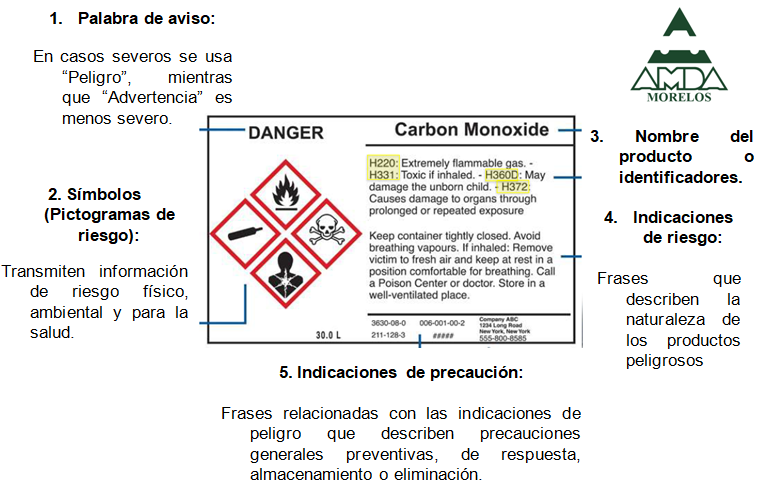 1. Palabra de aviso:
En casos severos se usa
“Peligro”, mientras
que “Advertencia” es
menos severo.
AMDA
MORELOS
DANGER
Carbon Monoxide
H220: Extremely flammable gas. -
H331: Toxic if inhaled. - H360D: May
damage the unborn child. - H372:
Causes damage to organs through
prolonged or repeated exposure
Keep container tightly closed. Avoid
breathing vapours. If inhaled: Remove
victim to fresh air and keep at rest in a
position comfortable for breathing. Call
a Poison Center or doctor. Store in a
well-ventilated place.
30.0 L
3630-08-0 006-001-00-2
211-128-3 #####
Company ABC
1234 Long Road
New York, New York
555-800-8585
2. Símbolos
(Pictogramas de
riesgo):
Transmiten información
de riesgo físico,
ambiental y para la
salud.
3. Nombre del
producto o
identificadores.
4. Indicaciones
de riesgo:
Frases que
describen la
naturaleza de
los productos
peligrosos
5. Indicaciones de precaución:
Frases relacionadas con las indicaciones de
peligro que describen precauciones
generales preventivas, de respuesta,
almacenamiento o eliminación.